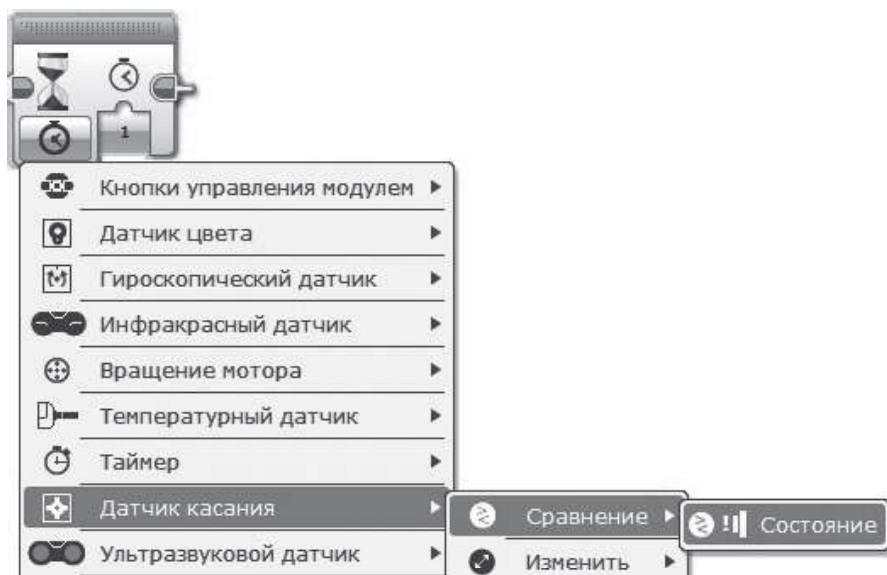 1
Кнопки управления модулем
Датчик цвета
Гироскопический датчик
Инфракрасный датчик
Вращение мотора
Температурный датчик
Таймер
Датчик касания
Сравнение
Состояние
Ультразвуковой датчик
Изменить